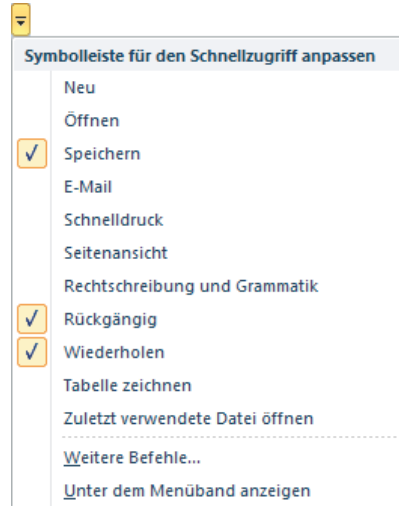 Symbolleiste für den Schnellzugriff anpassen
Neu
Öffnen
Speichern
E-Mail
Schnelldruck
Seitenansicht
Rechtschreibung und Grammatik
Rückgängig
Wiederholen
Tabelle zeichnen
Zuletzt verwendete Datei öffnen
Weitere Befehle...
Unter dem Menüband anzeigen